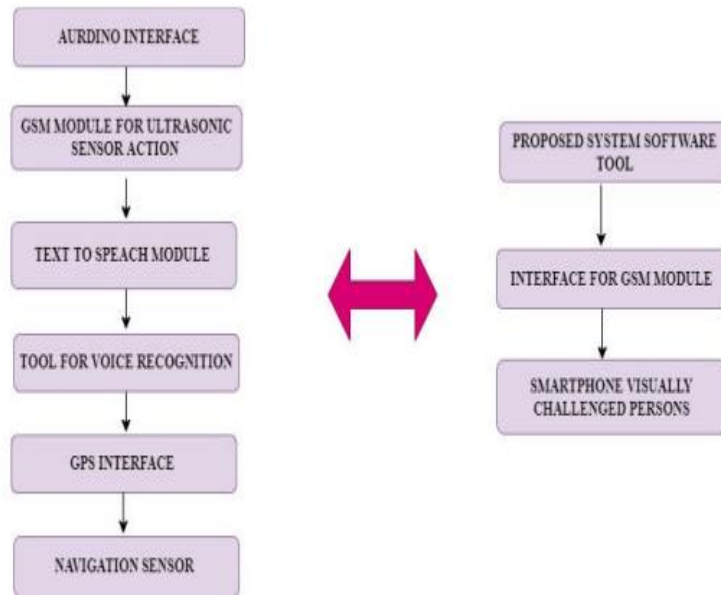 AURDINO INTERFACE
GSM MODULE FOR ULTRASONIC
SENSOR ACTION
TEXT TO SPEACH MODULE
TOOL FOR VOICE RECOGNITION
GPS INTERFACE
NAVIGATION SENSOR
PROPOSED SYSTEM SOFTWARE
TOOL
INTERFACE FOR GSM MODULE
SMARTPHONE VISUALLY
CHALLENGED PERSONS